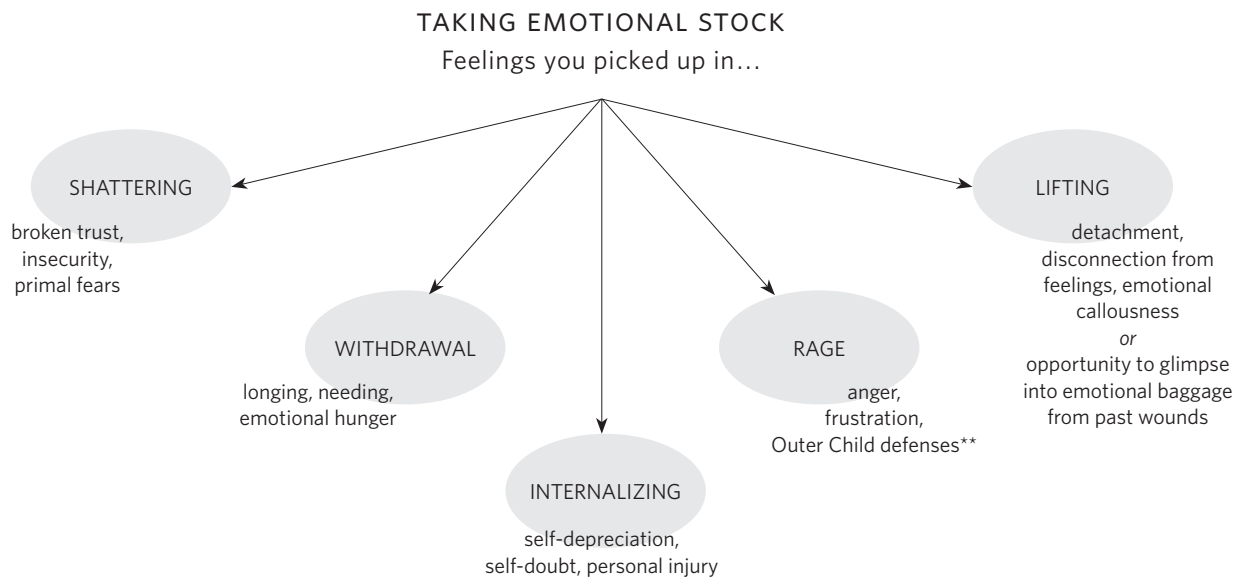 TAKING EMOTIONAL STOCK
Feelings you picked up in…
SHATTERING
broken trust,
insecurity,
primal fears
WITHDRAWAL
longing, needing,
emotional hunger
INTERNALIZING
self-depreciation,
self-doubt, personal injury
RAGE
anger,
frustration,
Outer Child defenses**
LIFTING
detachment,
disconnection from
feelings, emotional
callousness
or
opportunity to glimpse
into emotional baggage
from past wounds